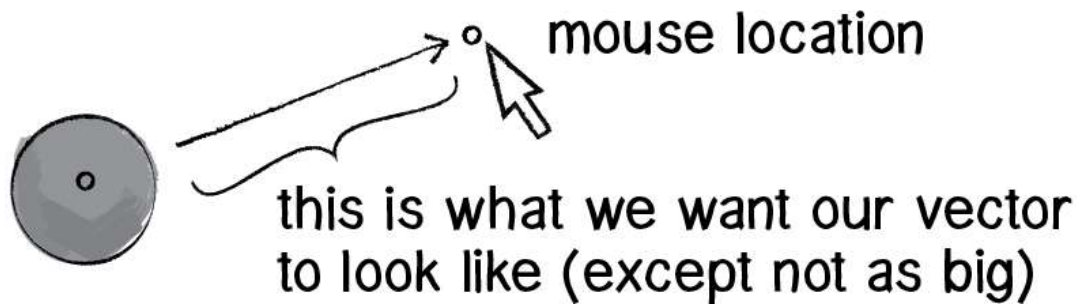 mouse location
this is what we want our vector
to look like (except not as big)